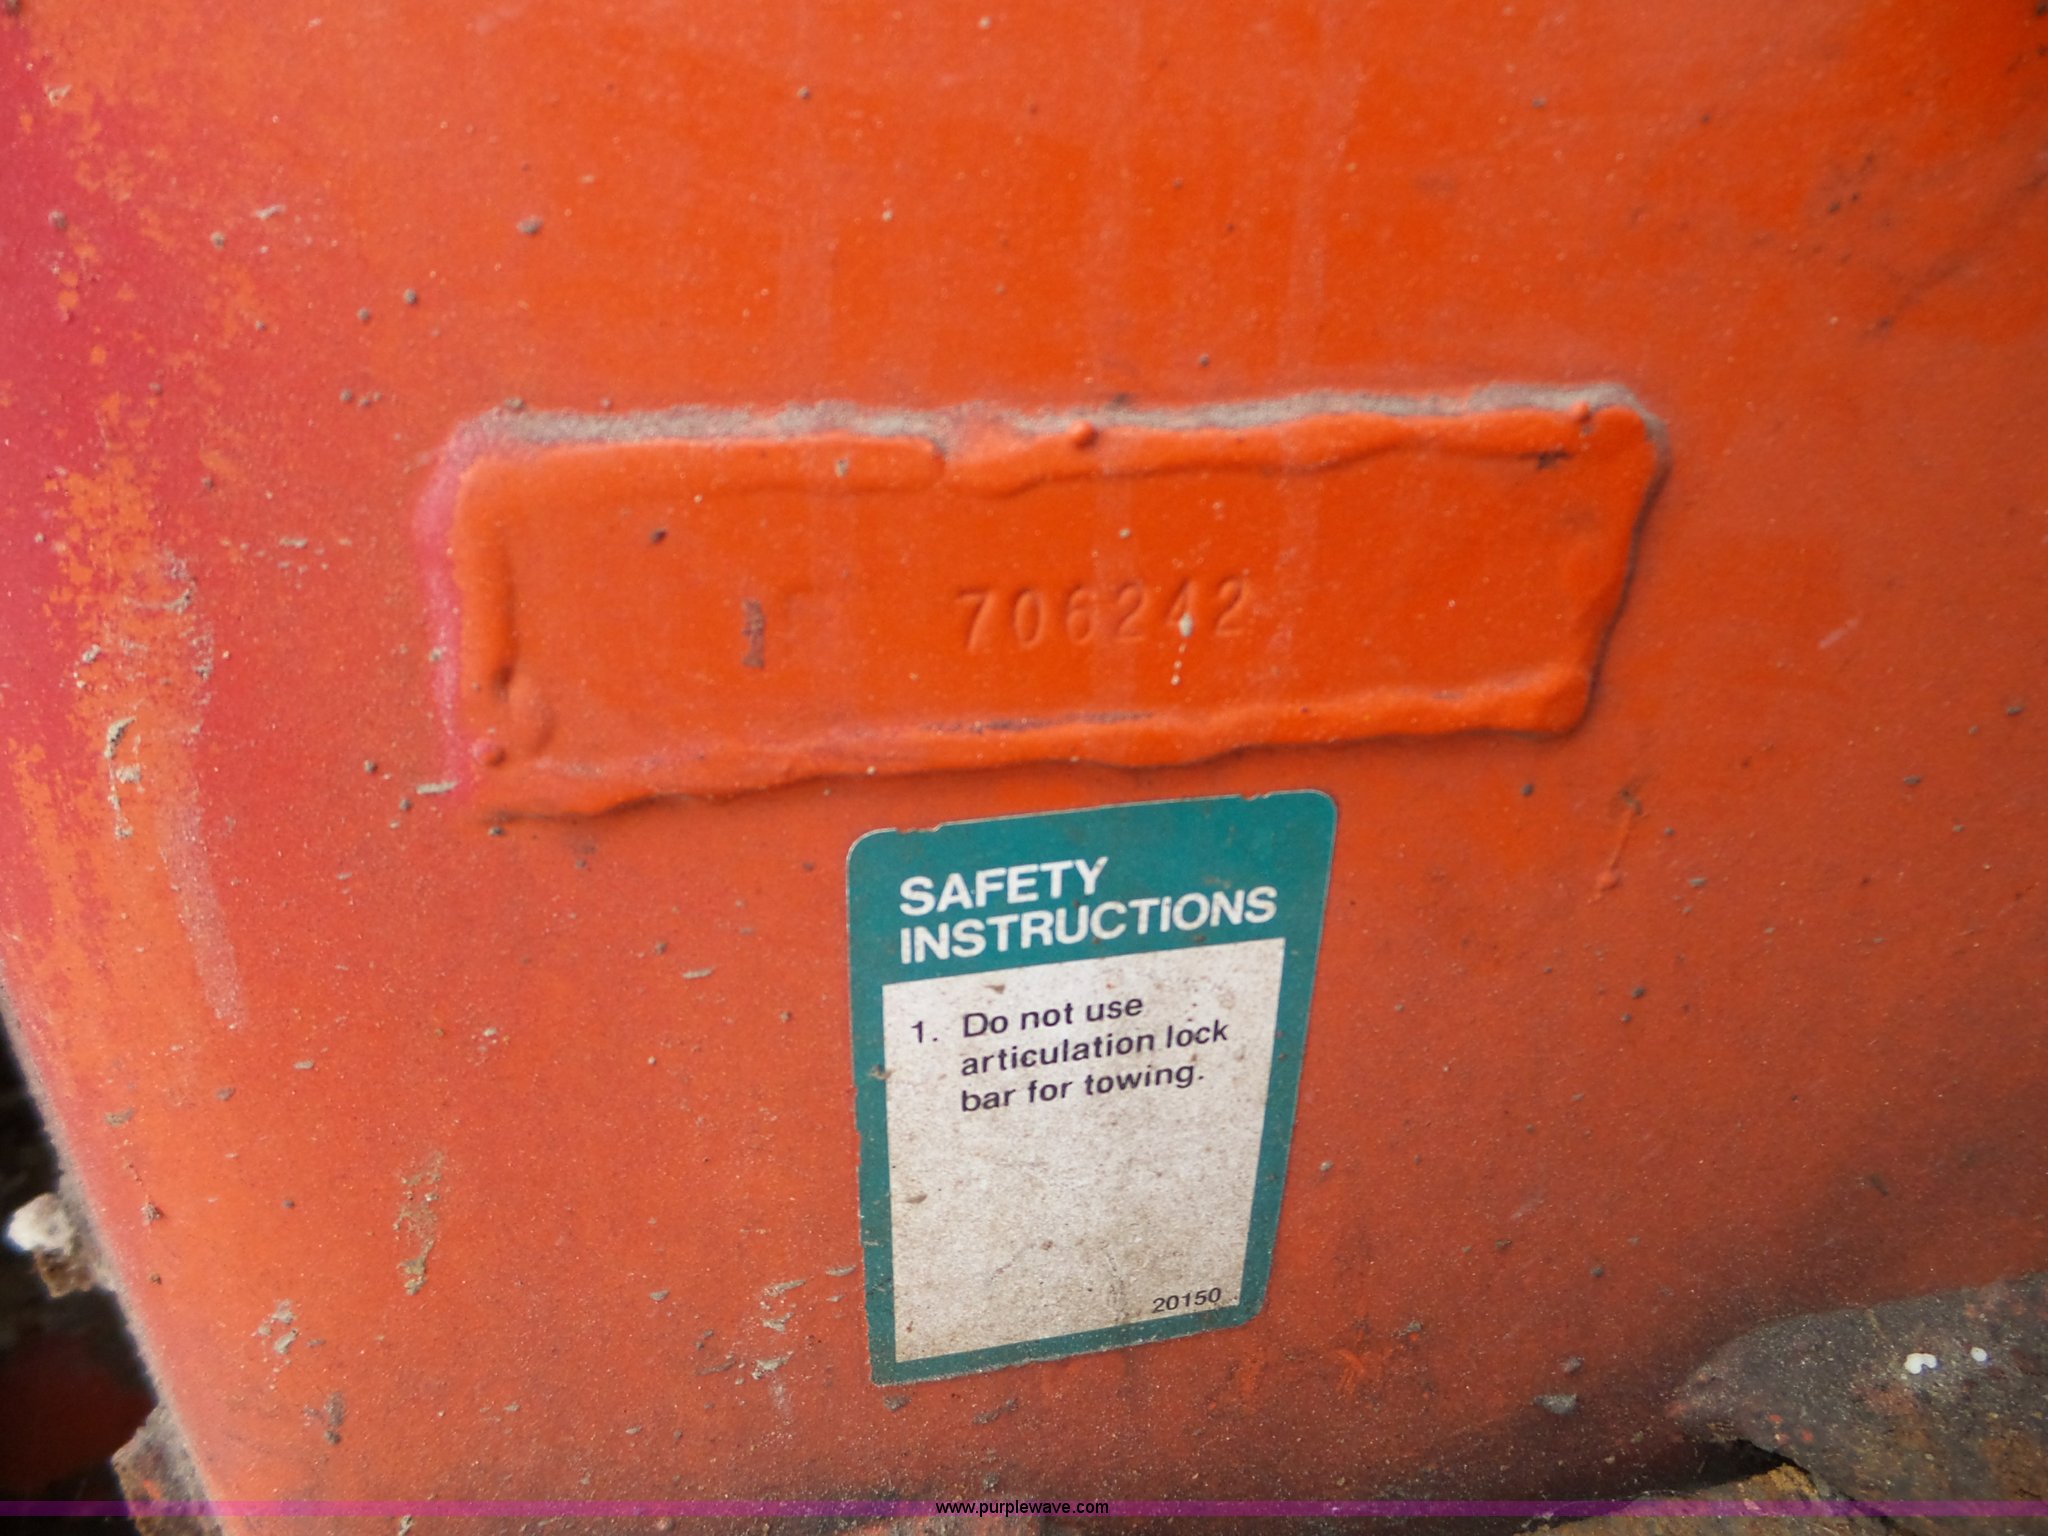 706242
SAFETY
INSTRUCTIONS
1. Do not use
articulation lock
bar for towing.
20150
www.purplewave.com